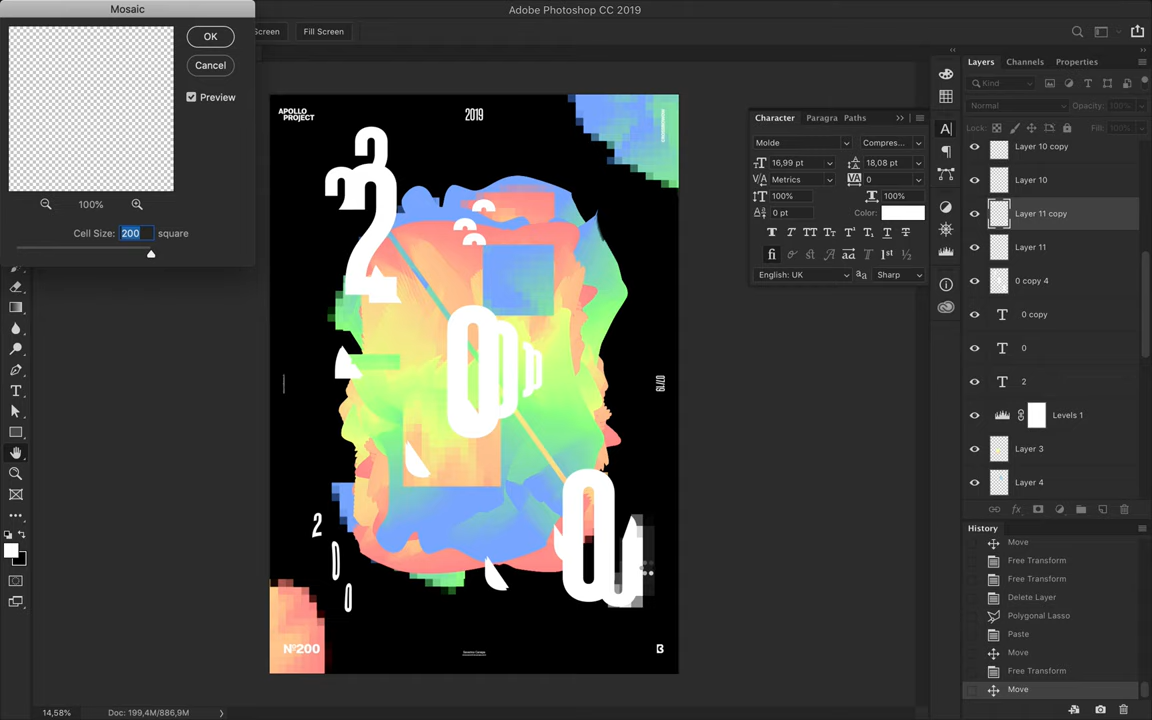 Mosaic
Adobe Photoshop CC 2019
OK
Screen
Fill Screen
Cancel
Preview
100%
Cell Size: 200 square
APOLLO
PROJECT
2019
07/19
2
0
0
Nº200
B
Character
Paragra
Paths
Molde
Compres...
16,99 pt
18,08 pt
Metrics
0
100%
100%
0 pt
Color:
English: UK
Sharp
Layers
Channels
Properties
Kind
Normal
Opacity: 100%
Lock:
Fill: 100%
Layer 10 copy
Layer 10
Layer 11 copy
Layer 11
0 copy 4
0 copy
0
2
Levels 1
Layer 3
Layer 4
History
Move
Free Transform
Free Transform
Delete Layer
Polygonal Lasso
Paste
Move
Free Transform
Move
14,58%
Doc: 199,4M/886,9M